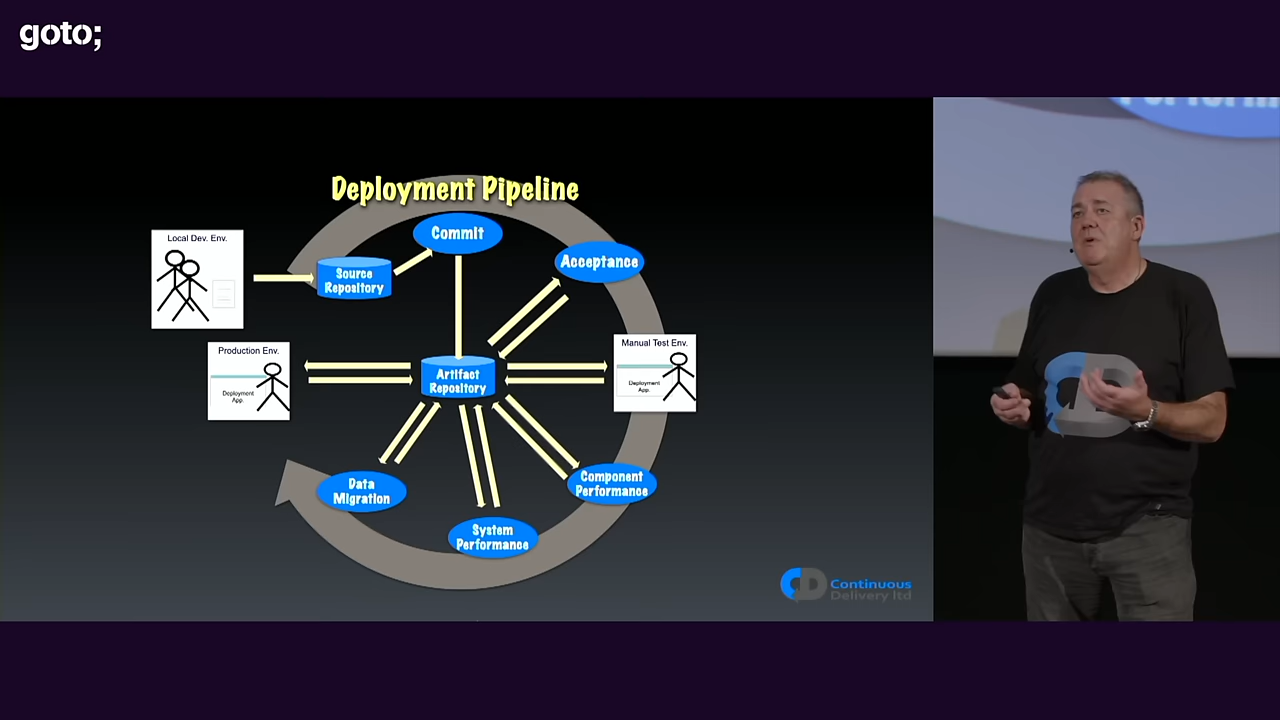 goto;
Deployment Pipeline
Local Dev. Env.
Commit
Source
Repository
Acceptance
Production Env.
Deployment
App.
Artifact
Repository
Manual Test Env.
Deployment
App.
Data
Migration
Component
Performance
System
Performance
Continuous
Delivery ltd
CD